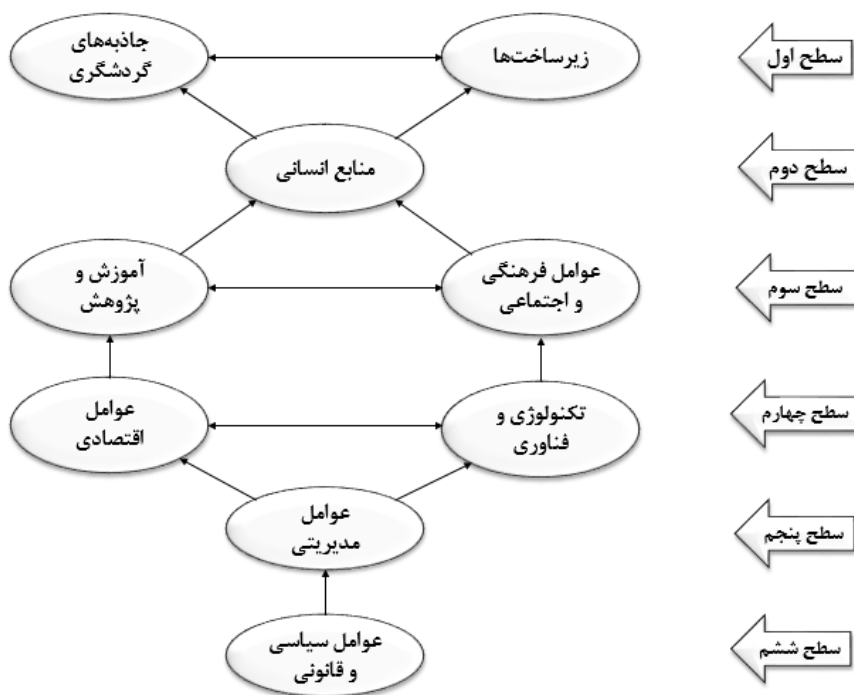 سطح اول
زیرساخت‌ها
جاذبه‌های
گردشگری
سطح دوم
منابع انسانی
سطح سوم
عوامل فرهنگی
و اجتماعی
آموزش و
پژوهش
سطح چهارم
تکنولوژی و
فناوری
عوامل
اقتصادی
سطح پنجم
عوامل
مدیریتی
سطح ششم
عوامل سیاسی
و قانونی